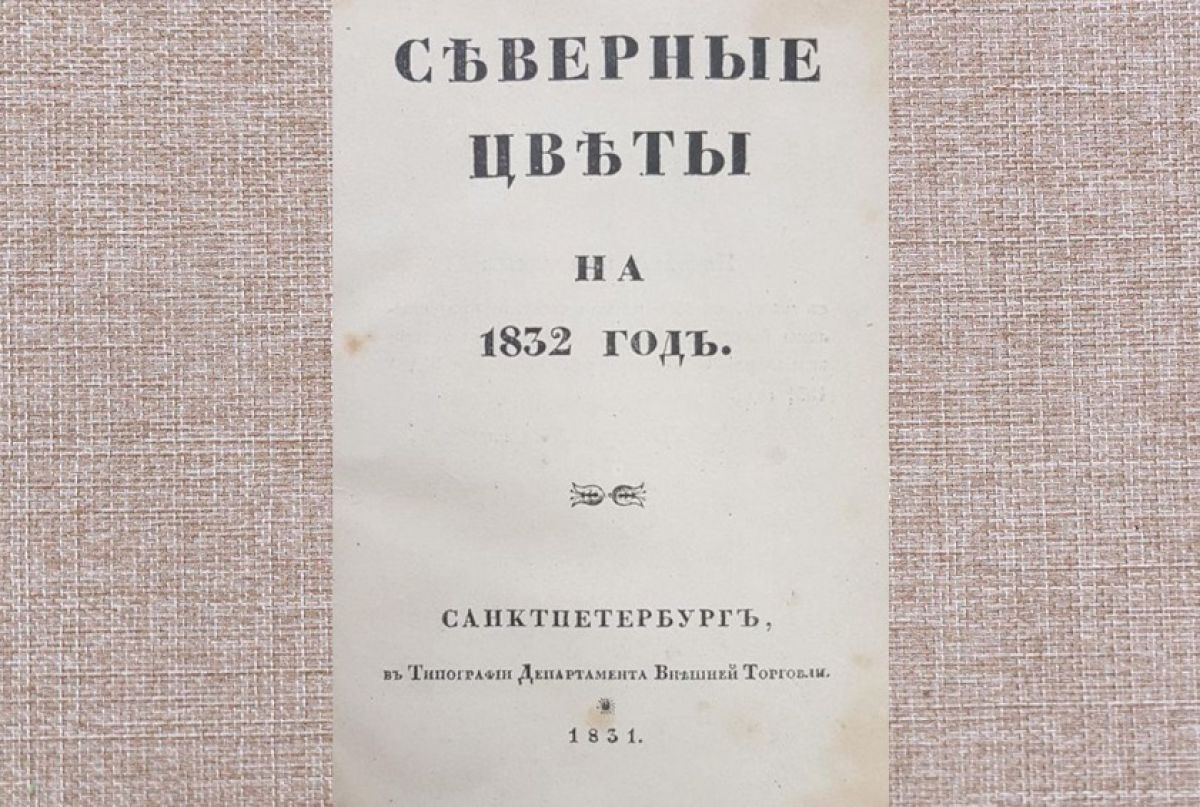 СѢВЕРНЫЕ
ЦВѢТЫ
НА
1832 ГОДЪ.
САНКТПЕТЕРБУРГЪ,
въ Типографіи Департамента Внѣшней Торговли.
1831.